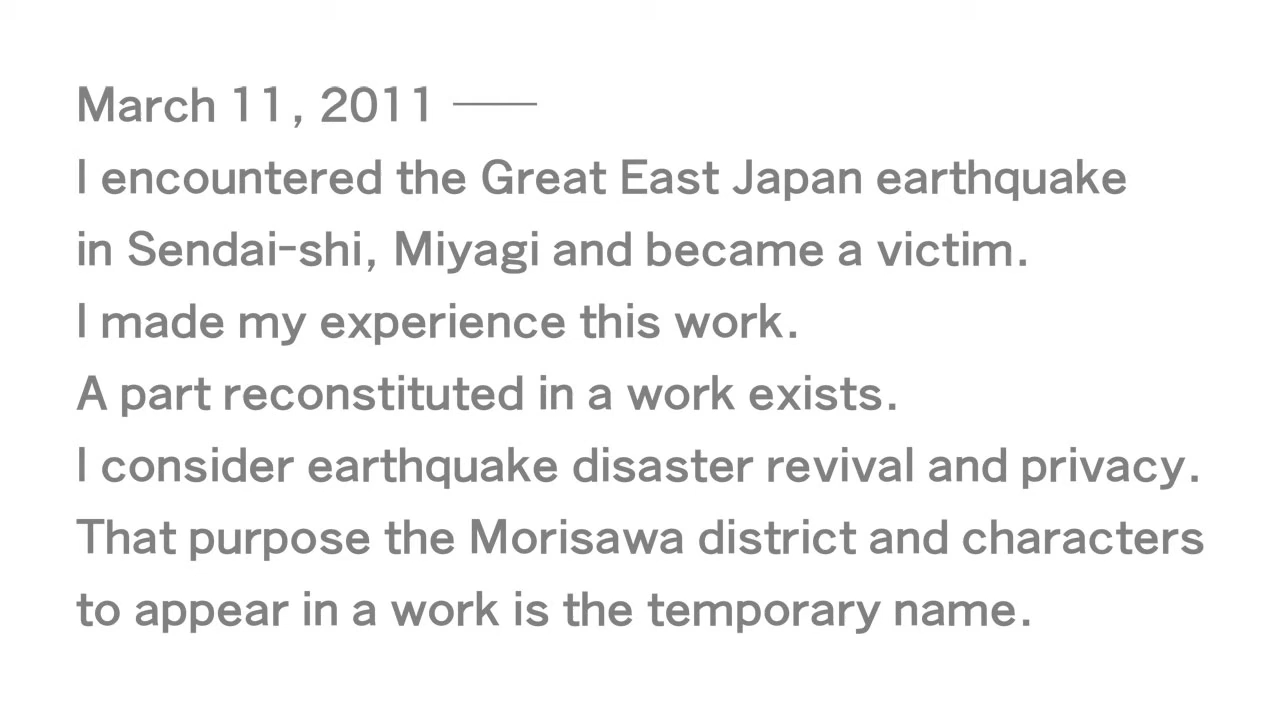 March 11, 2011 ——
I encountered the Great East Japan earthquake
in Sendai-shi, Miyagi and became a victim.
I made my experience this work.
A part reconstituted in a work exists.
I consider earthquake disaster revival and privacy.
That purpose the Morisawa district and characters
to appear in a work is the temporary name.